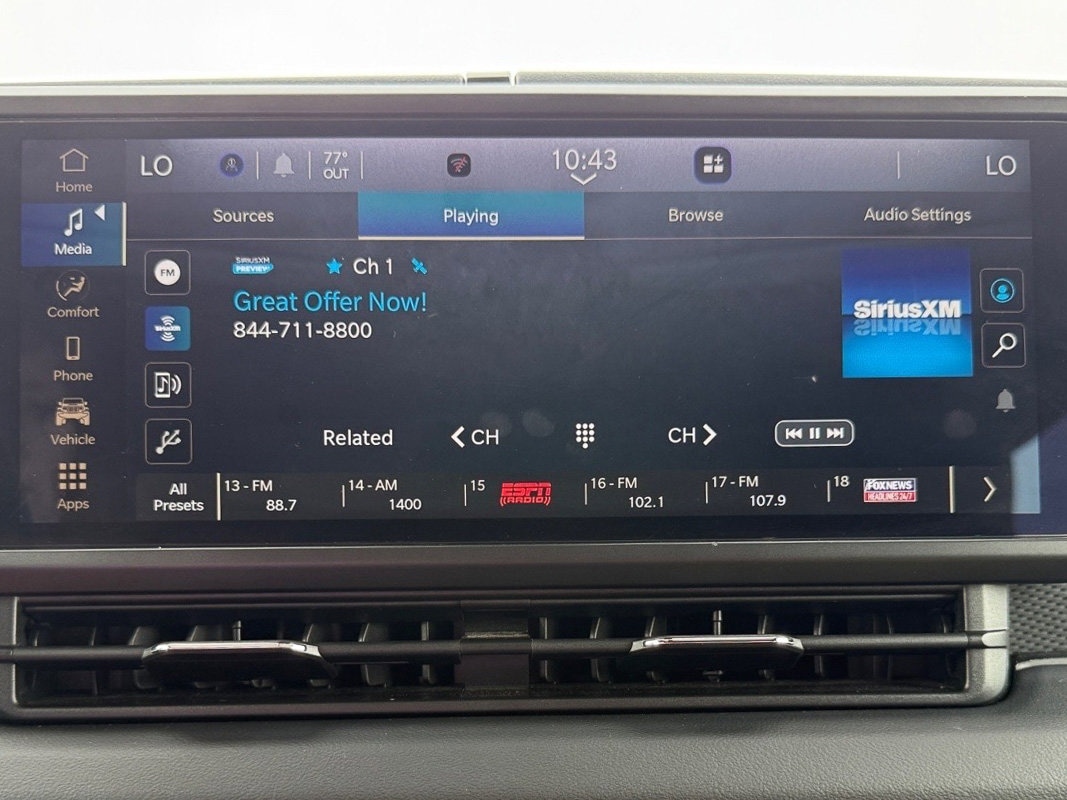 Home
LO
77°
OUT
10:43
LO
Media
Sources
Playing
Browse
Audio Settings
FM
SIRIUSXM
PREVIEW
Ch 1
Great Offer Now!
844-711-8800
SiriusXM
SiriusXM
Comfort
Phone
Vehicle
Apps
Related
CH
CH
All
Presets
13 - FM
88.7
14 - AM
1400
15
ESPN
RADIO
16 - FM
102.1
17 - FM
107.9
18
FOX NEWS
HEADLINES 24/7